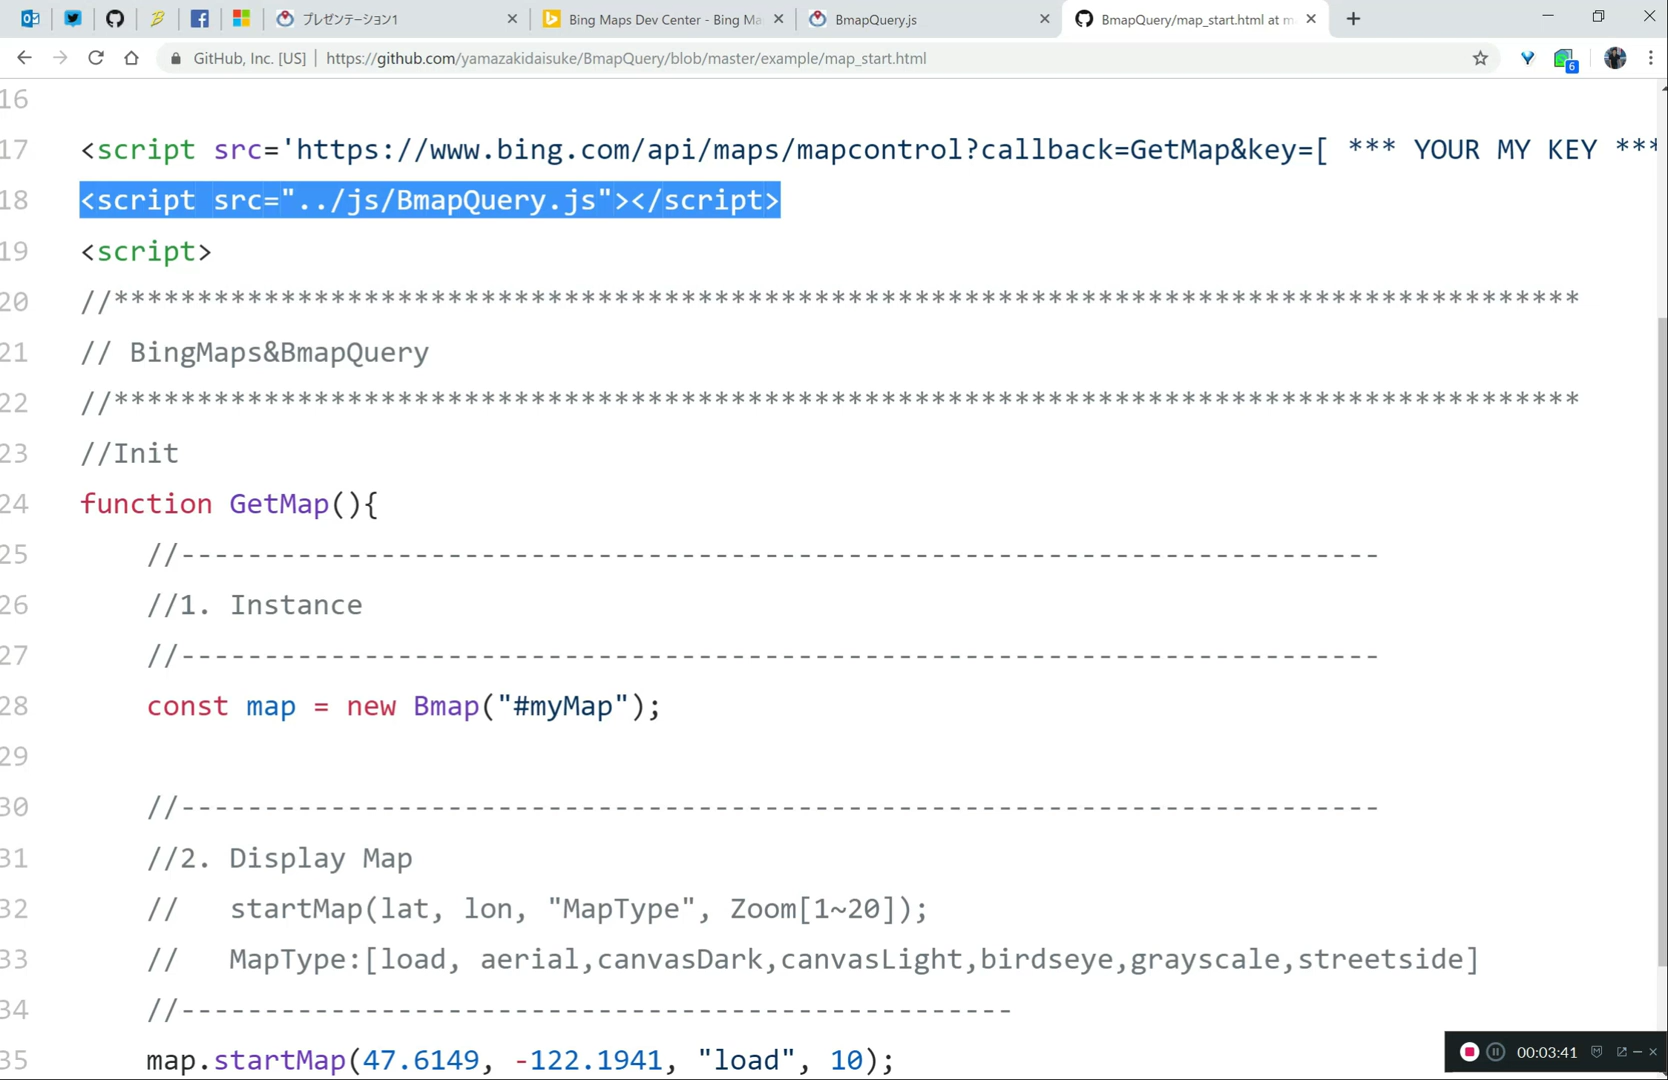 プレゼンテーション1
Bing Maps Dev Center - Bing Ma
BmapQuery.js
BmapQuery/map_start.html at m
GitHub, Inc. [US]
https://github.com/yamazakidaisuke/BmapQuery/blob/master/example/map_start.html
6
16
17 <script src='https://www.bing.com/api/maps/mapcontrol?callback=GetMap&key=[ *** YOUR MY KEY ***
18 <script src="../js/BmapQuery.js"></script>
19 <script>
20 //*****************************************************************************************
21 // BingMaps&BmapQuery
22 //*****************************************************************************************
23 //Init
24 function GetMap(){
25 //------------------------------------------------------------------------
26 //1. Instance
27 //------------------------------------------------------------------------
28 const map = new Bmap("#myMap");
29
30 //------------------------------------------------------------------------
31 //2. Display Map
32 // startMap(lat, lon, "MapType", Zoom[1~20]);
33 // MapType:[load, aerial,canvasDark,canvasLight,birdseye,grayscale,streetside]
34 //--------------------------------------------------
35 map.startMap(47.6149, -122.1941, "load", 10);
00:03:41